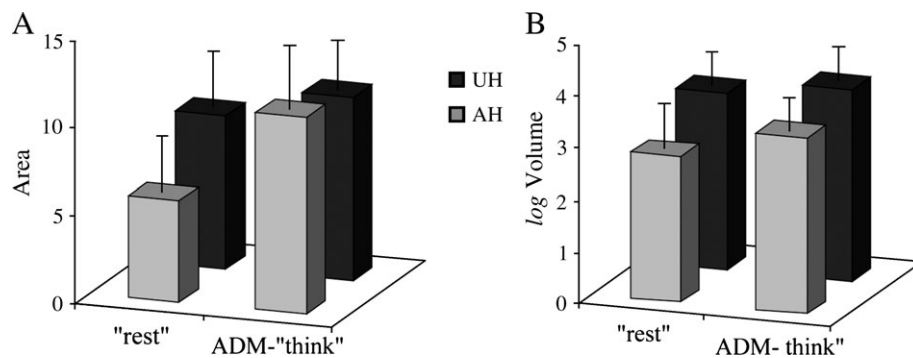 A
15
10
5
0
Area
"rest"
ADM-"think"
UH
AH
B
5
4
3
2
1
0
log Volume
"rest"
ADM- think"